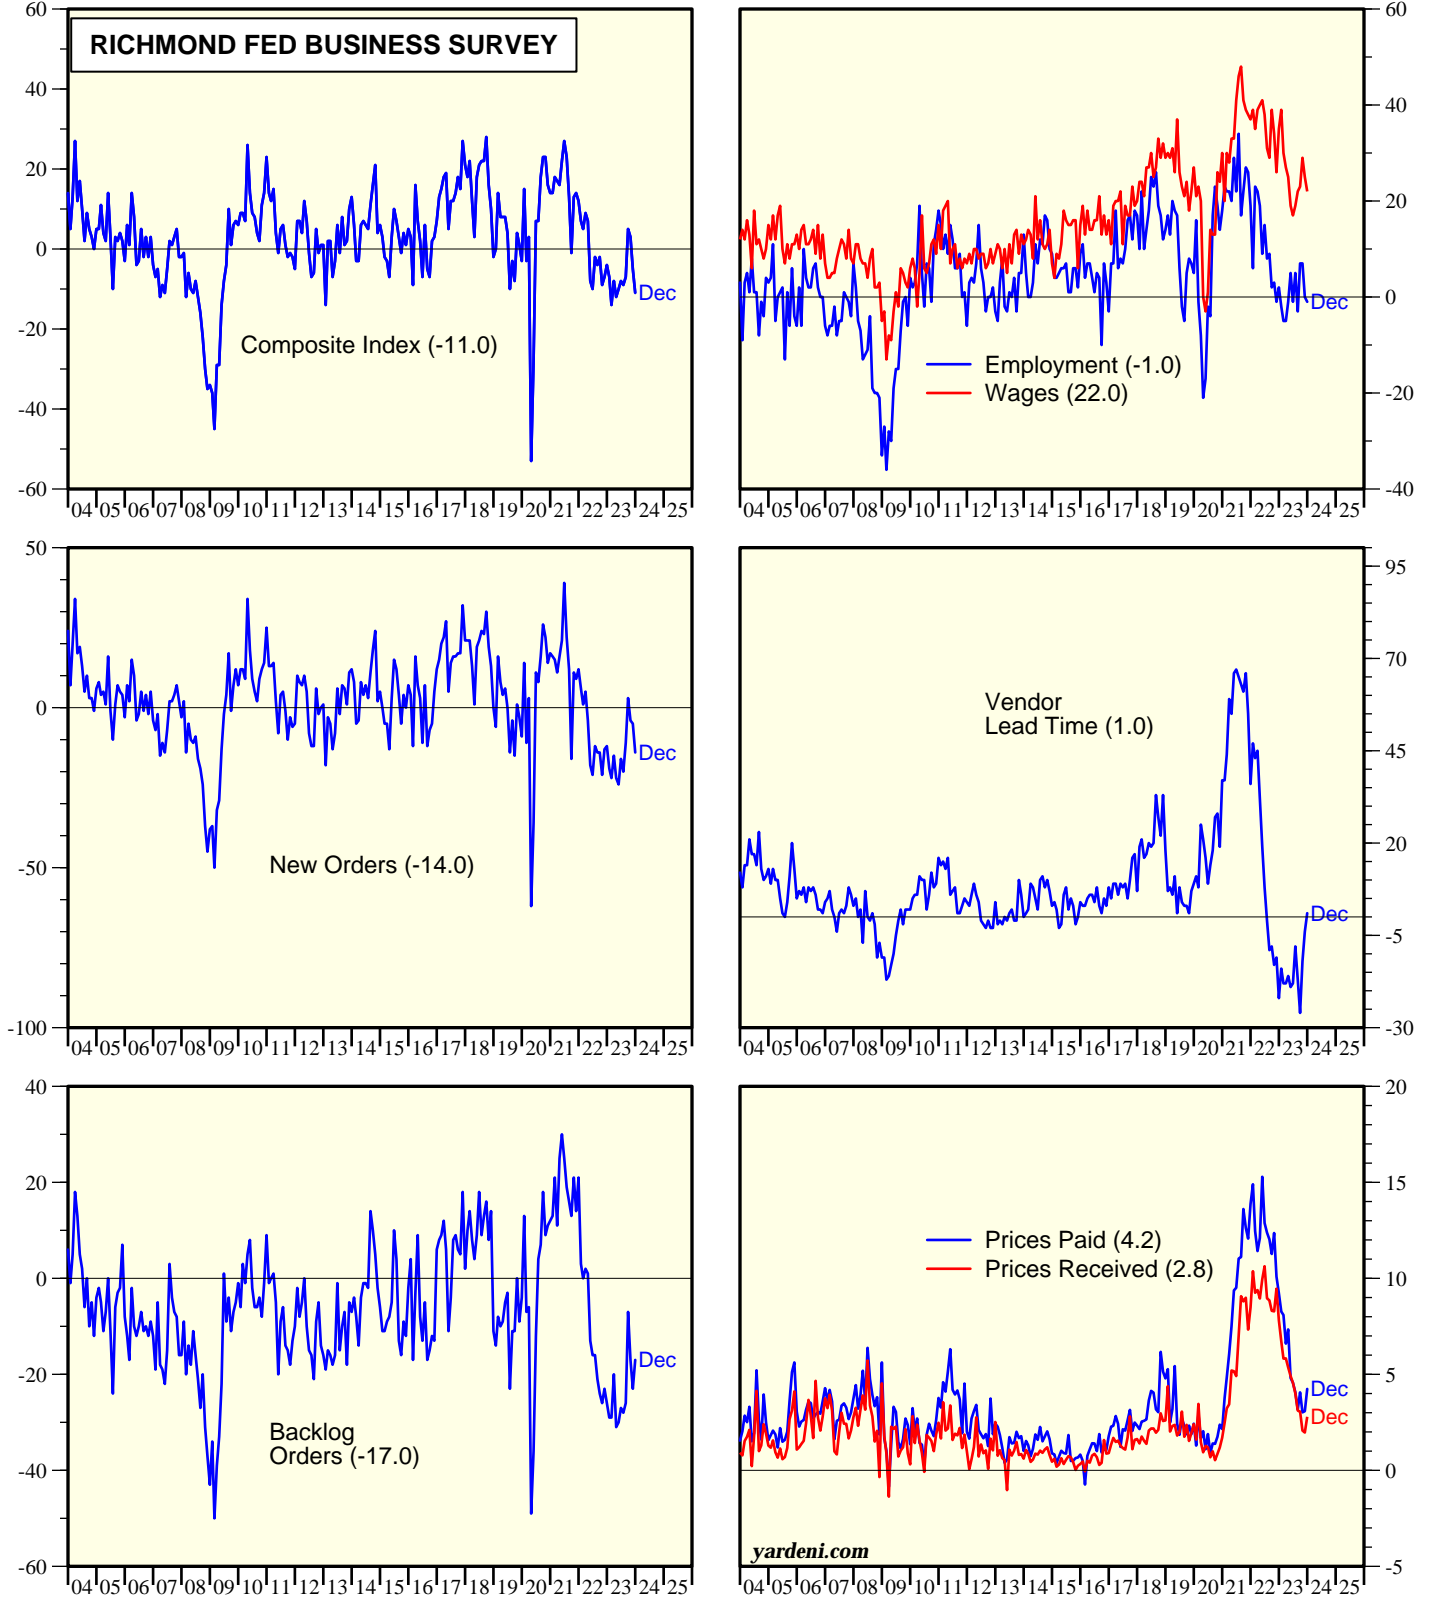 RICHMOND FED BUSINESS SURVEY
60
40
20
0
-20
-40
-60
Composite Index (-11.0)
Dec
04 05 06 07 08 09 10 11 12 13 14 15 16 17 18 19 20 21 22 23 24 25
60
40
20
0
-20
-40
Employment (-1.0)
Wages (22.0)
Dec
04 05 06 07 08 09 10 11 12 13 14 15 16 17 18 19 20 21 22 23 24 25
50
0
-50
-100
New Orders (-14.0)
Dec
04 05 06 07 08 09 10 11 12 13 14 15 16 17 18 19 20 21 22 23 24 25
95
70
45
20
-5
-30
Vendor
Lead Time (1.0)
Dec
04 05 06 07 08 09 10 11 12 13 14 15 16 17 18 19 20 21 22 23 24 25
40
20
0
-20
-40
-60
Backlog
Orders (-17.0)
Dec
04 05 06 07 08 09 10 11 12 13 14 15 16 17 18 19 20 21 22 23 24 25
20
15
10
5
0
-5
Prices Paid (4.2)
Prices Received (2.8)
Dec
Dec
yardeni.com
04 05 06 07 08 09 10 11 12 13 14 15 16 17 18 19 20 21 22 23 24 25